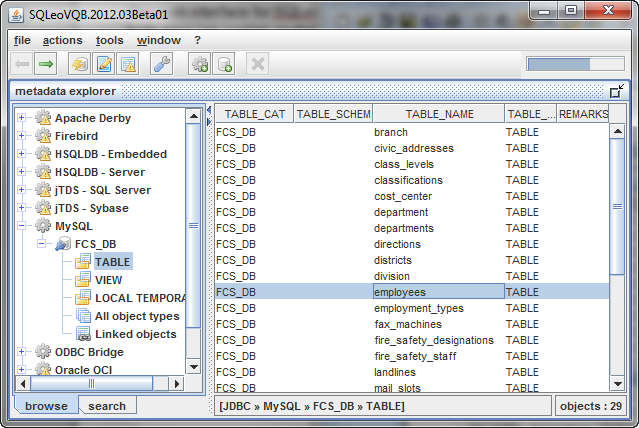 SQLeoVQB.2012.03Beta01
file actions tools window ?
metadata explorer
Apache Derby
Firebird
HSQLDB - Embedded
HSQLDB - Server
jTDS - SQL Server
jTDS - Sybase
MySQL
FCS_DB
TABLE
VIEW
LOCAL TEMPORA
All object types
Linked objects
ODBC Bridge
Oracle OCI
browse search
TABLE_CAT TABLE_SCHEM TABLE_NAME TABLE_... REMARKS
FCS_DB branch TABLE
FCS_DB civic_addresses TABLE
FCS_DB class_levels TABLE
FCS_DB classifications TABLE
FCS_DB cost_center TABLE
FCS_DB department TABLE
FCS_DB departments TABLE
FCS_DB directions TABLE
FCS_DB districts TABLE
FCS_DB division TABLE
FCS_DB employees TABLE
FCS_DB employment_types TABLE
FCS_DB fax_machines TABLE
FCS_DB fire_safety_designations TABLE
FCS_DB fire_safety_staff TABLE
FCS_DB landlines TABLE
FCS_DB mail_slots TABLE
[JDBC » MySQL » FCS_DB » TABLE] objects : 29